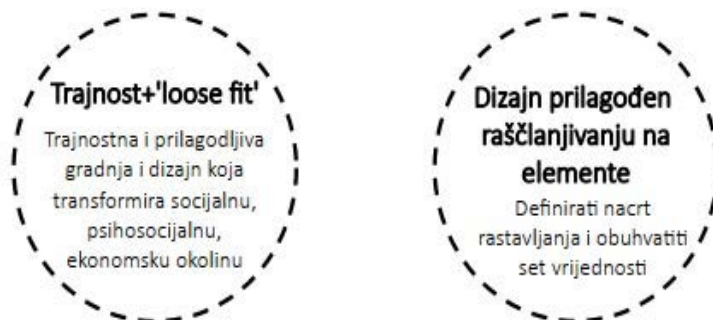 Trajnost+'loose fit'
Trajnostna i prilagodljiva
gradnja i dizajn koja
transformira socijalnu,
psihosocijalnu,
ekonomsku okolinu
Dizajn prilagođen
raščlanjivanju na
elemente
Definirati nacrt
rastavljanja i obuhvatiti
set vrijednosti